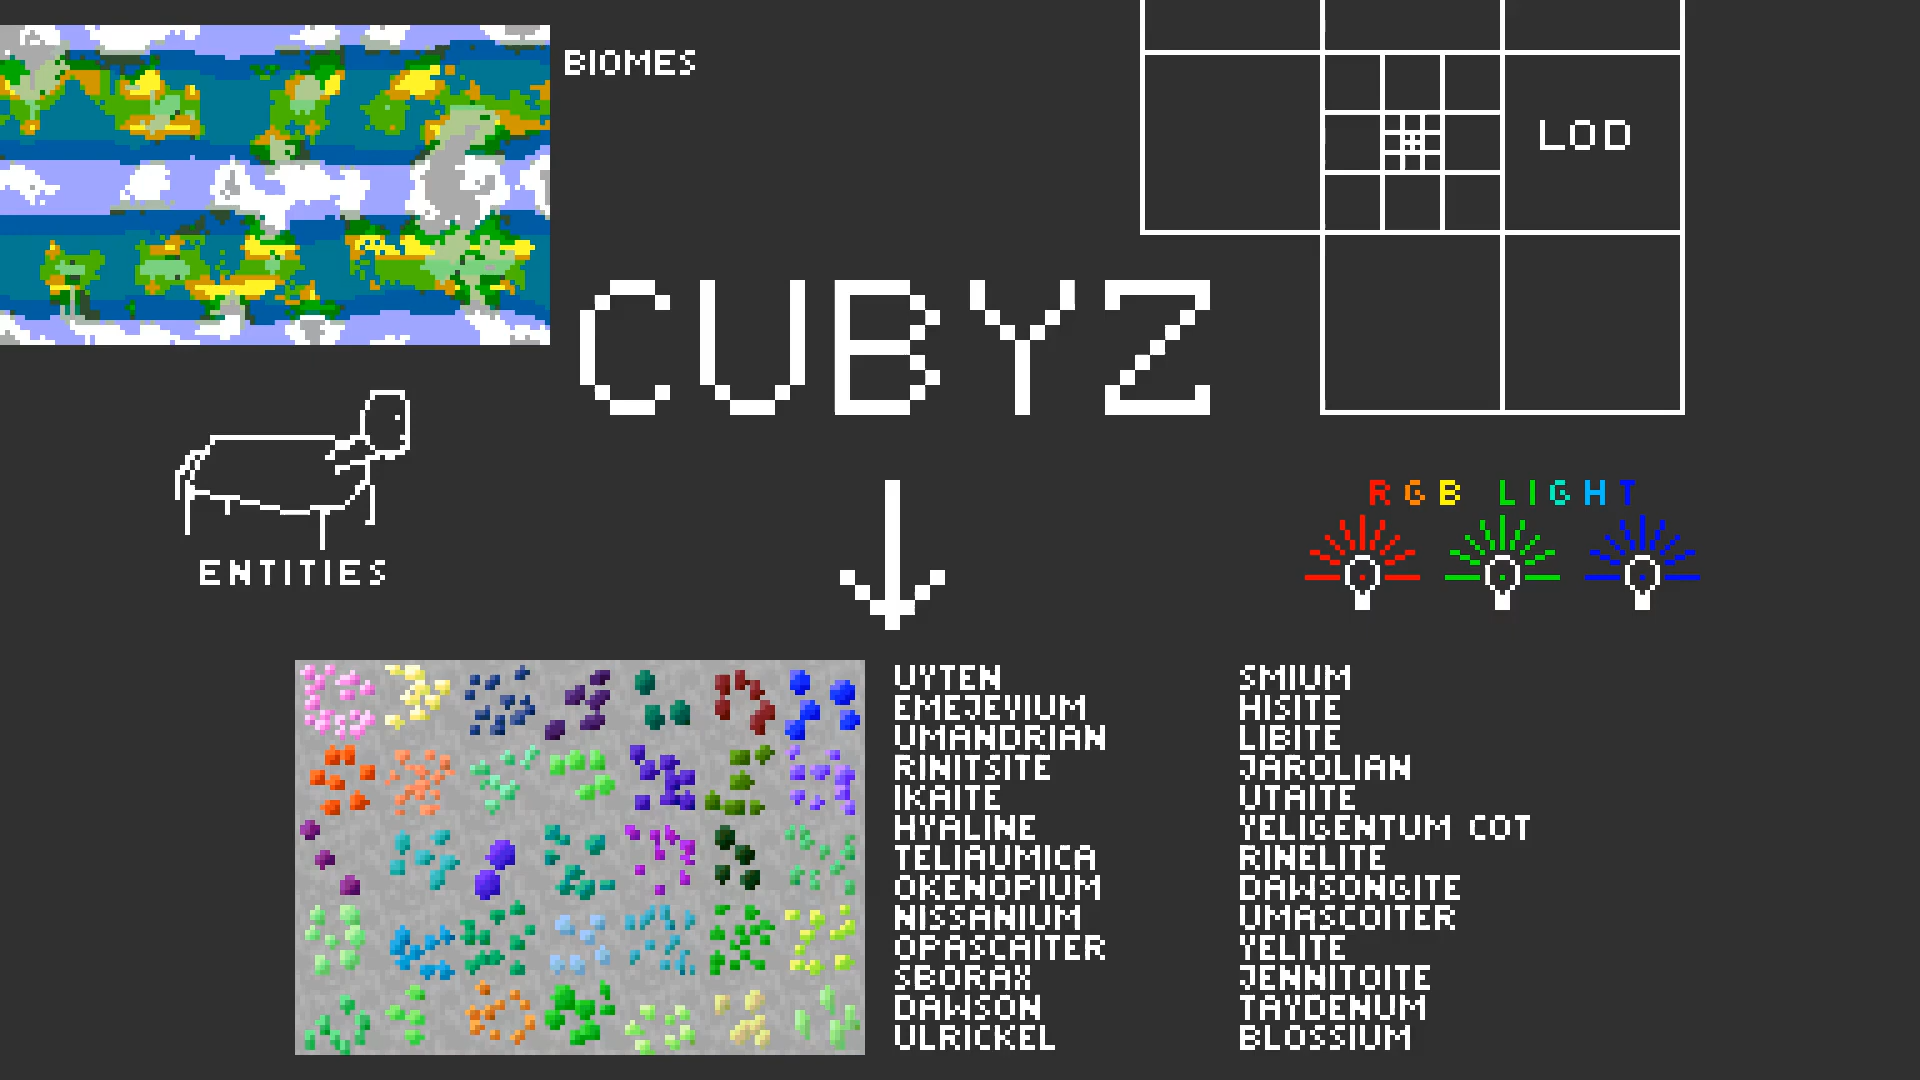 BIOMES
LOD
CUBYZ
RGB LIGHT
ENTITIES
UYTEN
EMEJEVIUM
UMANDRIAN
RINITSITE
IKAITE
HYALINE
TELIAUMICA
OKENOPIUM
NISSANIUM
OPASCAITER
SBORAX
DAWSON
ULRICKEL
SMIUM
HISITE
LIBITE
JAROLIAN
UTAITE
YELIGENTUM COT
RINELITE
DAWSONGITE
UMASCOITER
YELITE
JENNITOITE
TAYDENUM
BLOSSIUM